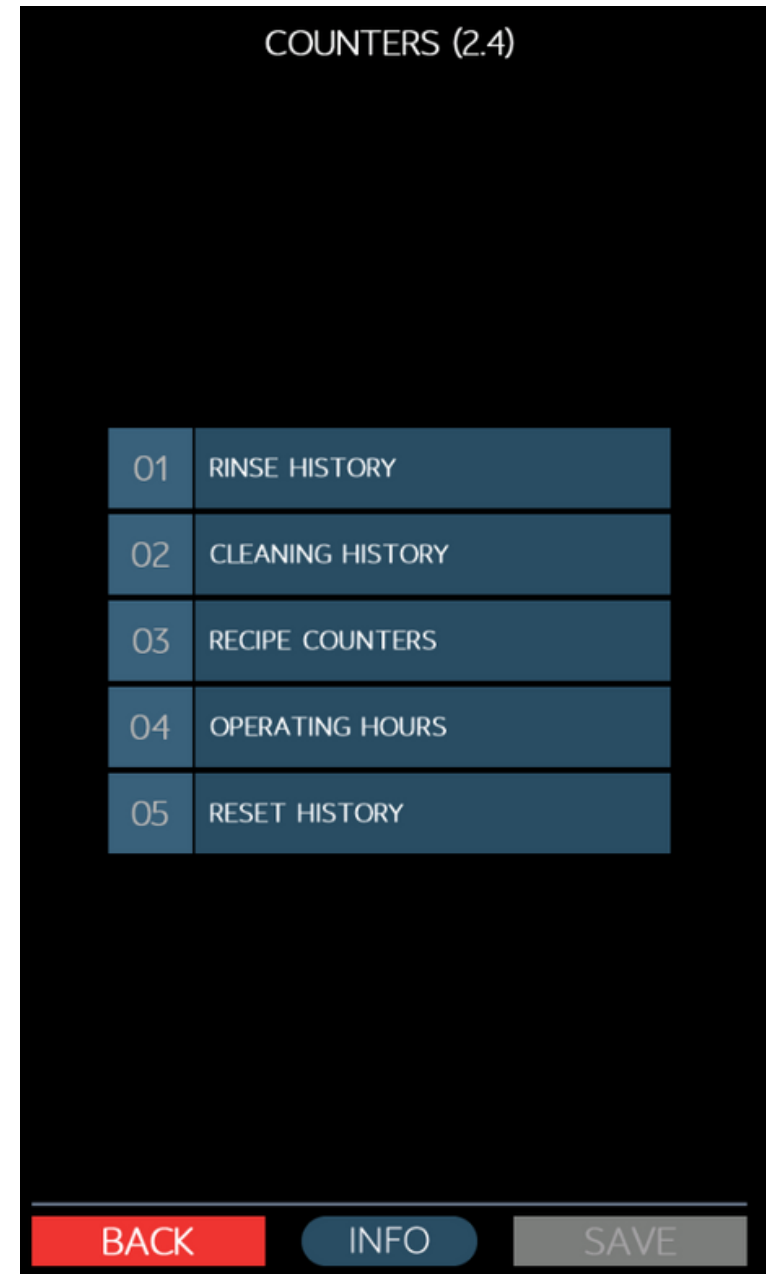 COUNTERS (2.4)
01 RINSE HISTORY
02 CLEANING HISTORY
03 RECIPE COUNTERS
04 OPERATING HOURS
05 RESET HISTORY
BACK INFO SAVE